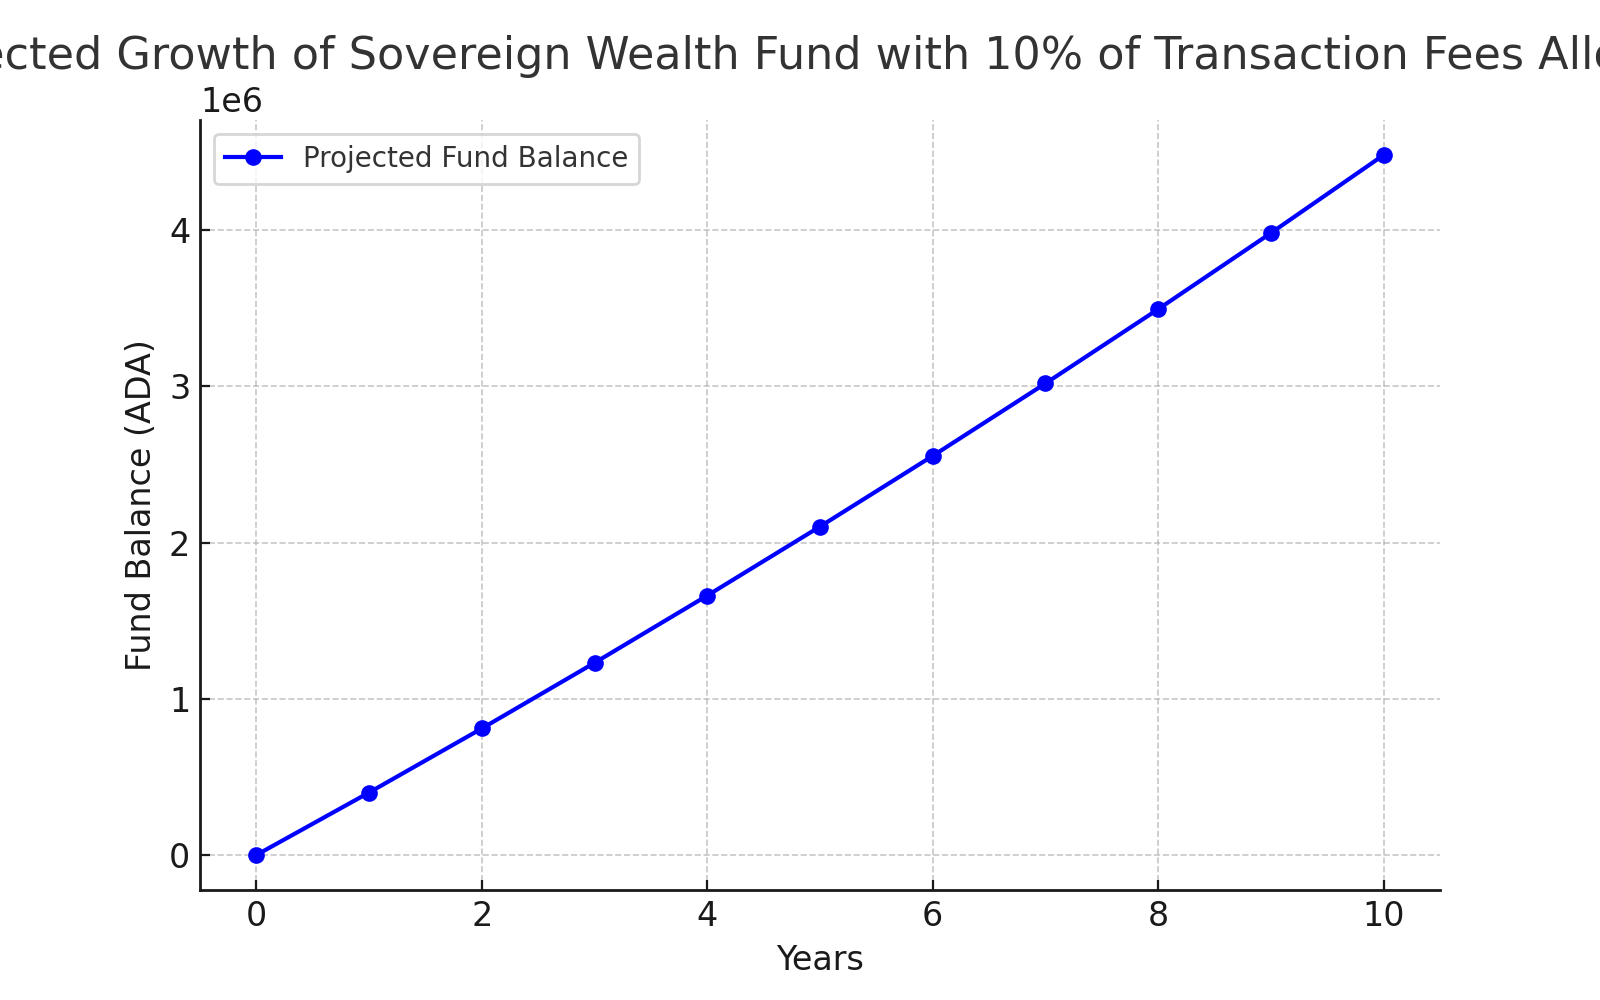 ected Growth of Sovereign Wealth Fund with 10% of Transaction Fees Allo
1e6
Projected Fund Balance
4
3
2
1
0
Fund Balance (ADA)
0 2 4 6 8 10
Years